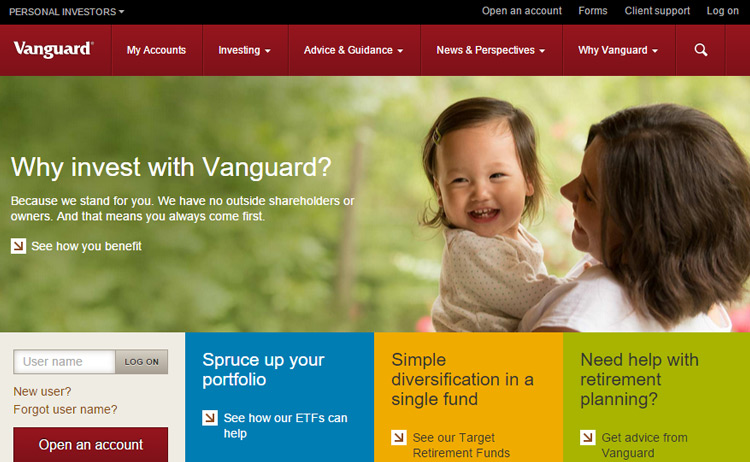 PERSONAL INVESTORS
Open an account Forms Client support Log on
Vanguard®
My Accounts Investing Advice & Guidance News & Perspectives Why Vanguard
Why invest with Vanguard?
Because we stand for you. We have no outside shareholders or
owners. And that means you always come first.
See how you benefit
User name LOG ON
New user?
Forgot user name?
Open an account
Spruce up your
portfolio
See how our ETFs can
help
Simple
diversification in a
single fund
See our Target
Retirement Funds
Need help with
retirement
planning?
Get advice from
Vanguard